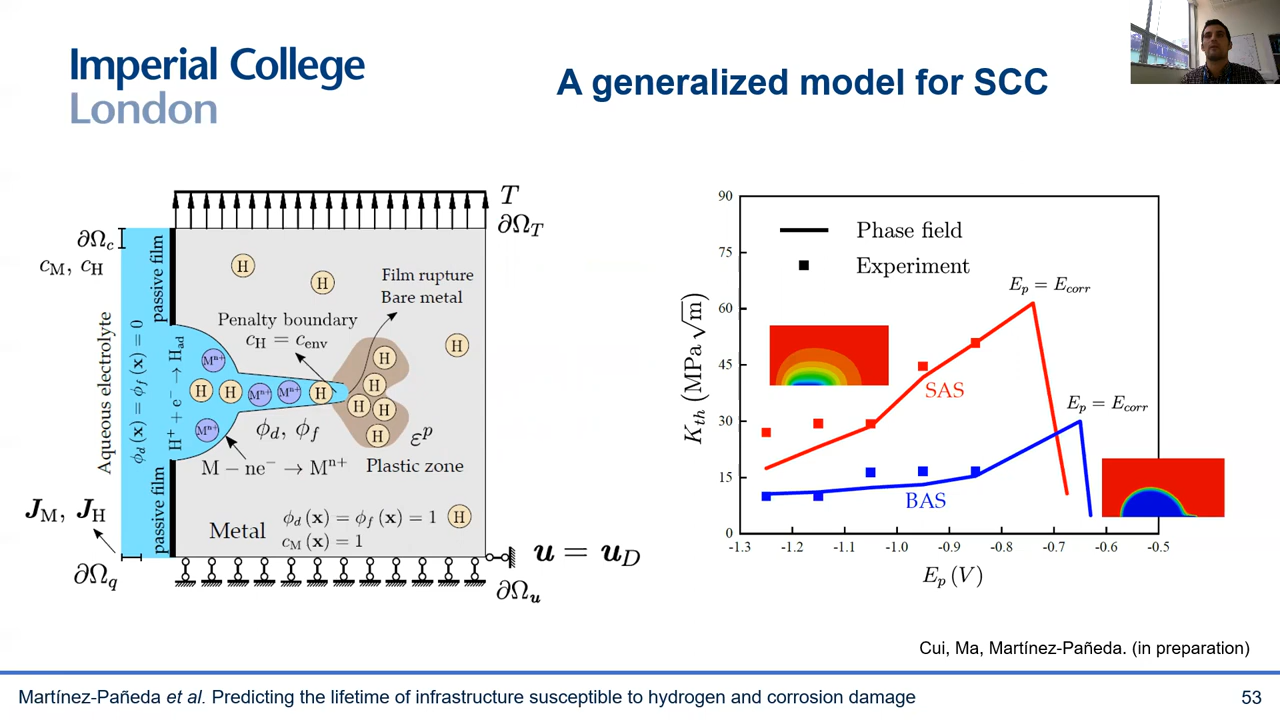 Imperial College
London
A generalized model for SCC
T
∂Ω_T
∂Ω_c
c_M, c_H
Aqueous electrolyte
ϕ_d (x) = ϕ_f (x) = 0
passive film
H⁺ + e⁻ → H_ad
passive film
H
H
H
Film rupture
Bare metal
Penalty boundary
c_H = c_env
Mⁿ⁺
H
H
Mⁿ⁺
Mⁿ⁺
H
Mⁿ⁺
H
H
H
H
H
ϕ_d, ϕ_f
ε^p
Plastic zone
M − ne⁻ → Mⁿ⁺
Metal
ϕ_d (x) = ϕ_f (x) = 1
c_M (x) = 1
H
J_M, J_H
∂Ω_q
u = u_D
∂Ω_u
90
75
60
45
30
15
0
K_th (MPa√m)
Phase field
Experiment
E_p = E_corr
SAS
E_p = E_corr
BAS
-1.3 -1.2 -1.1 -1.0 -0.9 -0.8 -0.7 -0.6 -0.5
E_p (V)
Cui, Ma, Martínez-Pañeda. (in preparation)
Martínez-Pañeda et al. Predicting the lifetime of infrastructure susceptible to hydrogen and corrosion damage
53